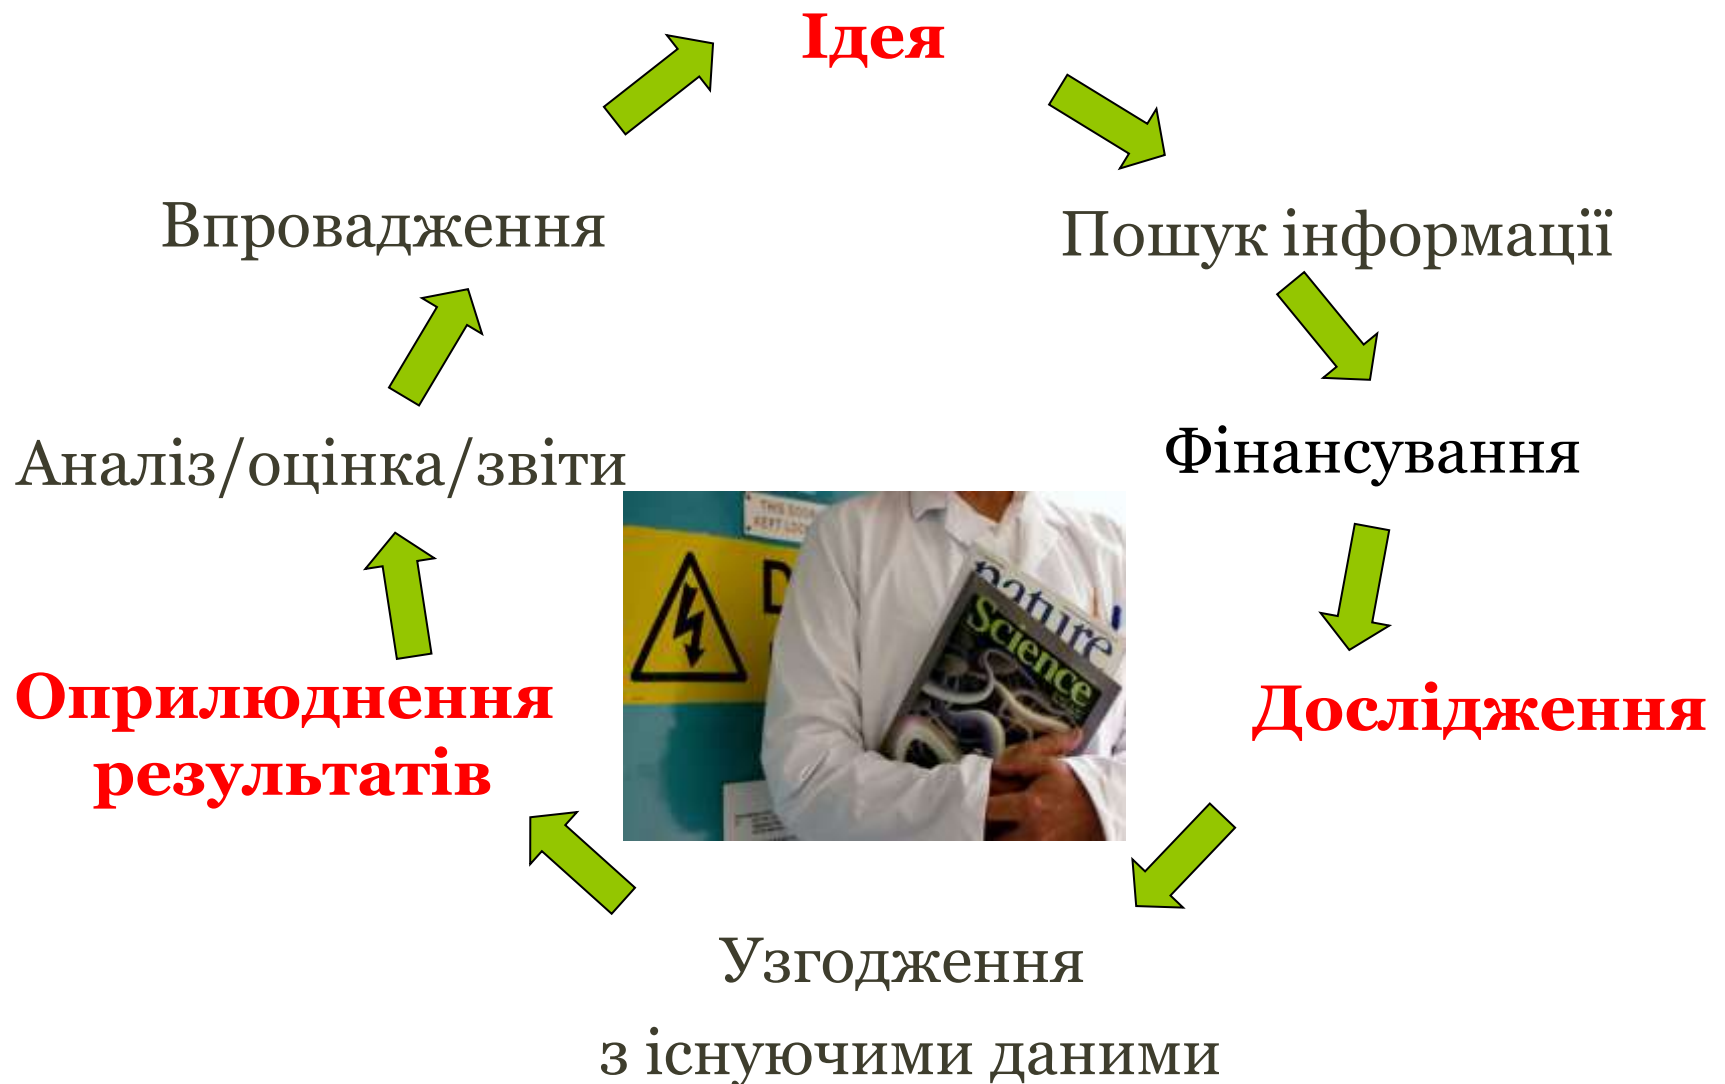 Ідея
Пошук інформації
Фінансування
Дослідження
Узгодження
з існуючими даними
Оприлюднення
результатів
Аналіз/оцінка/звіти
Впровадження
nature
Science
D